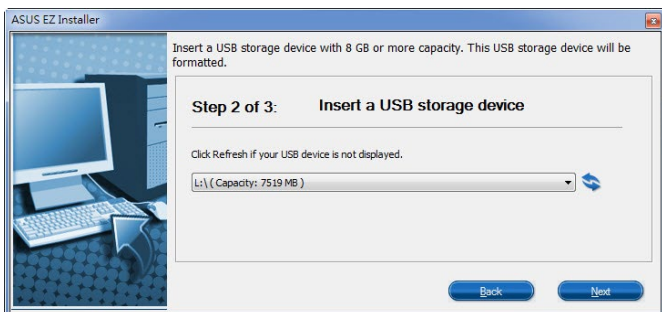 ASUS EZ Installer
Insert a USB storage device with 8 GB or more capacity. This USB storage device will be
formatted.
Step 2 of 3: Insert a USB storage device
Click Refresh if your USB device is not displayed.
L:\ ( Capacity: 7519 MB )
Back Next